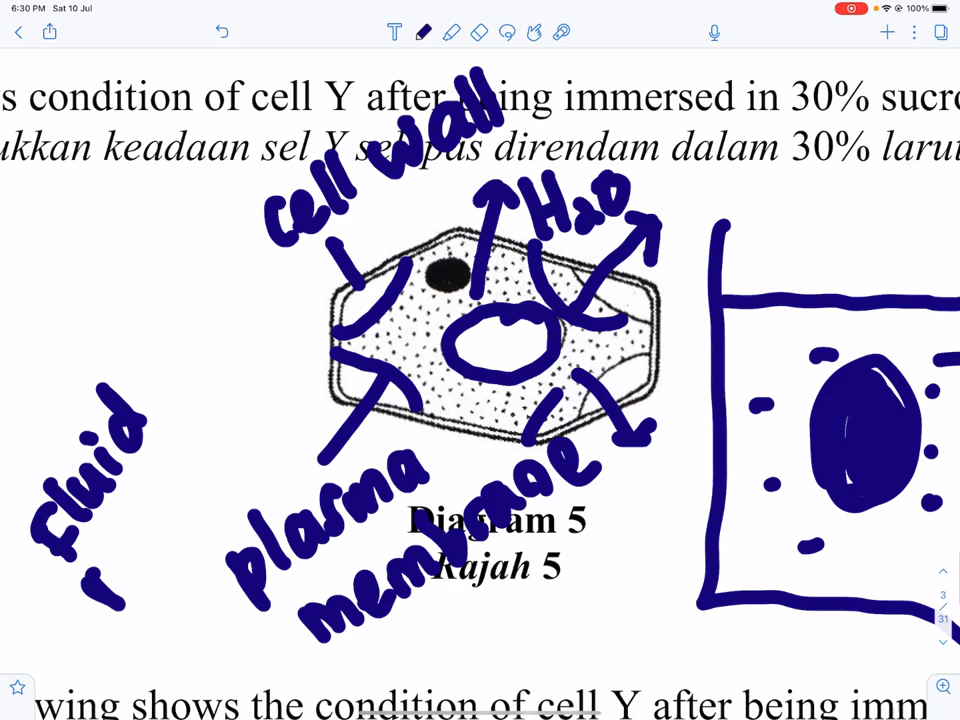 6:30 PM Sat 10 Jul
100%
s condition of cell Y after being immersed in 30% sucro
ukkan keadaan sel Y selepas direndam dalam 30% larut
cell wall
H2O
Fluid
plasma
membrane
Diagram 5
Rajah 5
3
/
31
wing shows the condition of cell Y after being imm